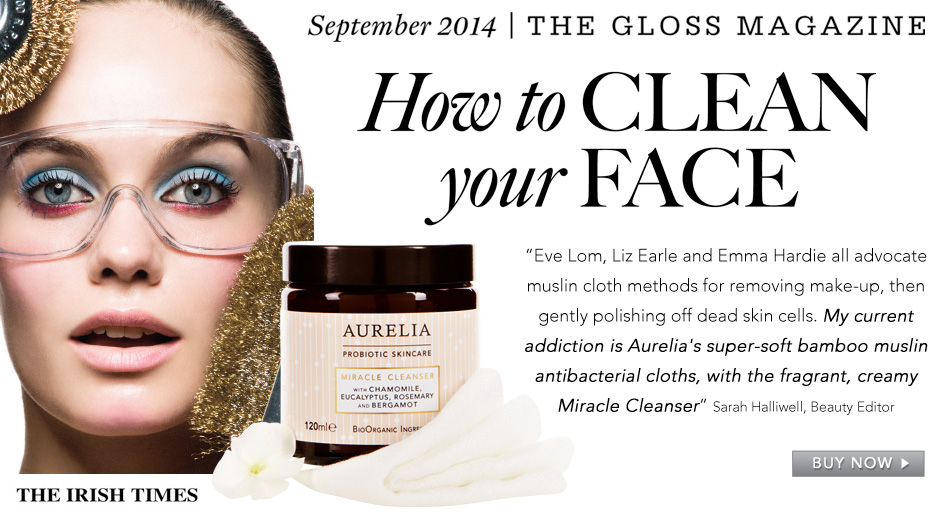 September 2014 | THE GLOSS MAGAZINE
How to CLEAN
your FACE
“Eve Lom, Liz Earle and Emma Hardie all advocate
muslin cloth methods for removing make-up, then
gently polishing off dead skin cells. My current
addiction is Aurelia's super-soft bamboo muslin
antibacterial cloths, with the fragrant, creamy
Miracle Cleanser” Sarah Halliwell, Beauty Editor
AURELIA
PROBIOTIC SKINCARE
MIRACLE CLEANSER
WITH CHAMOMILE,
EUCALYPTUS, ROSEMARY
AND BERGAMOT
120ml℮ BIOORGANIC
BUY NOW
THE IRISH TIMES